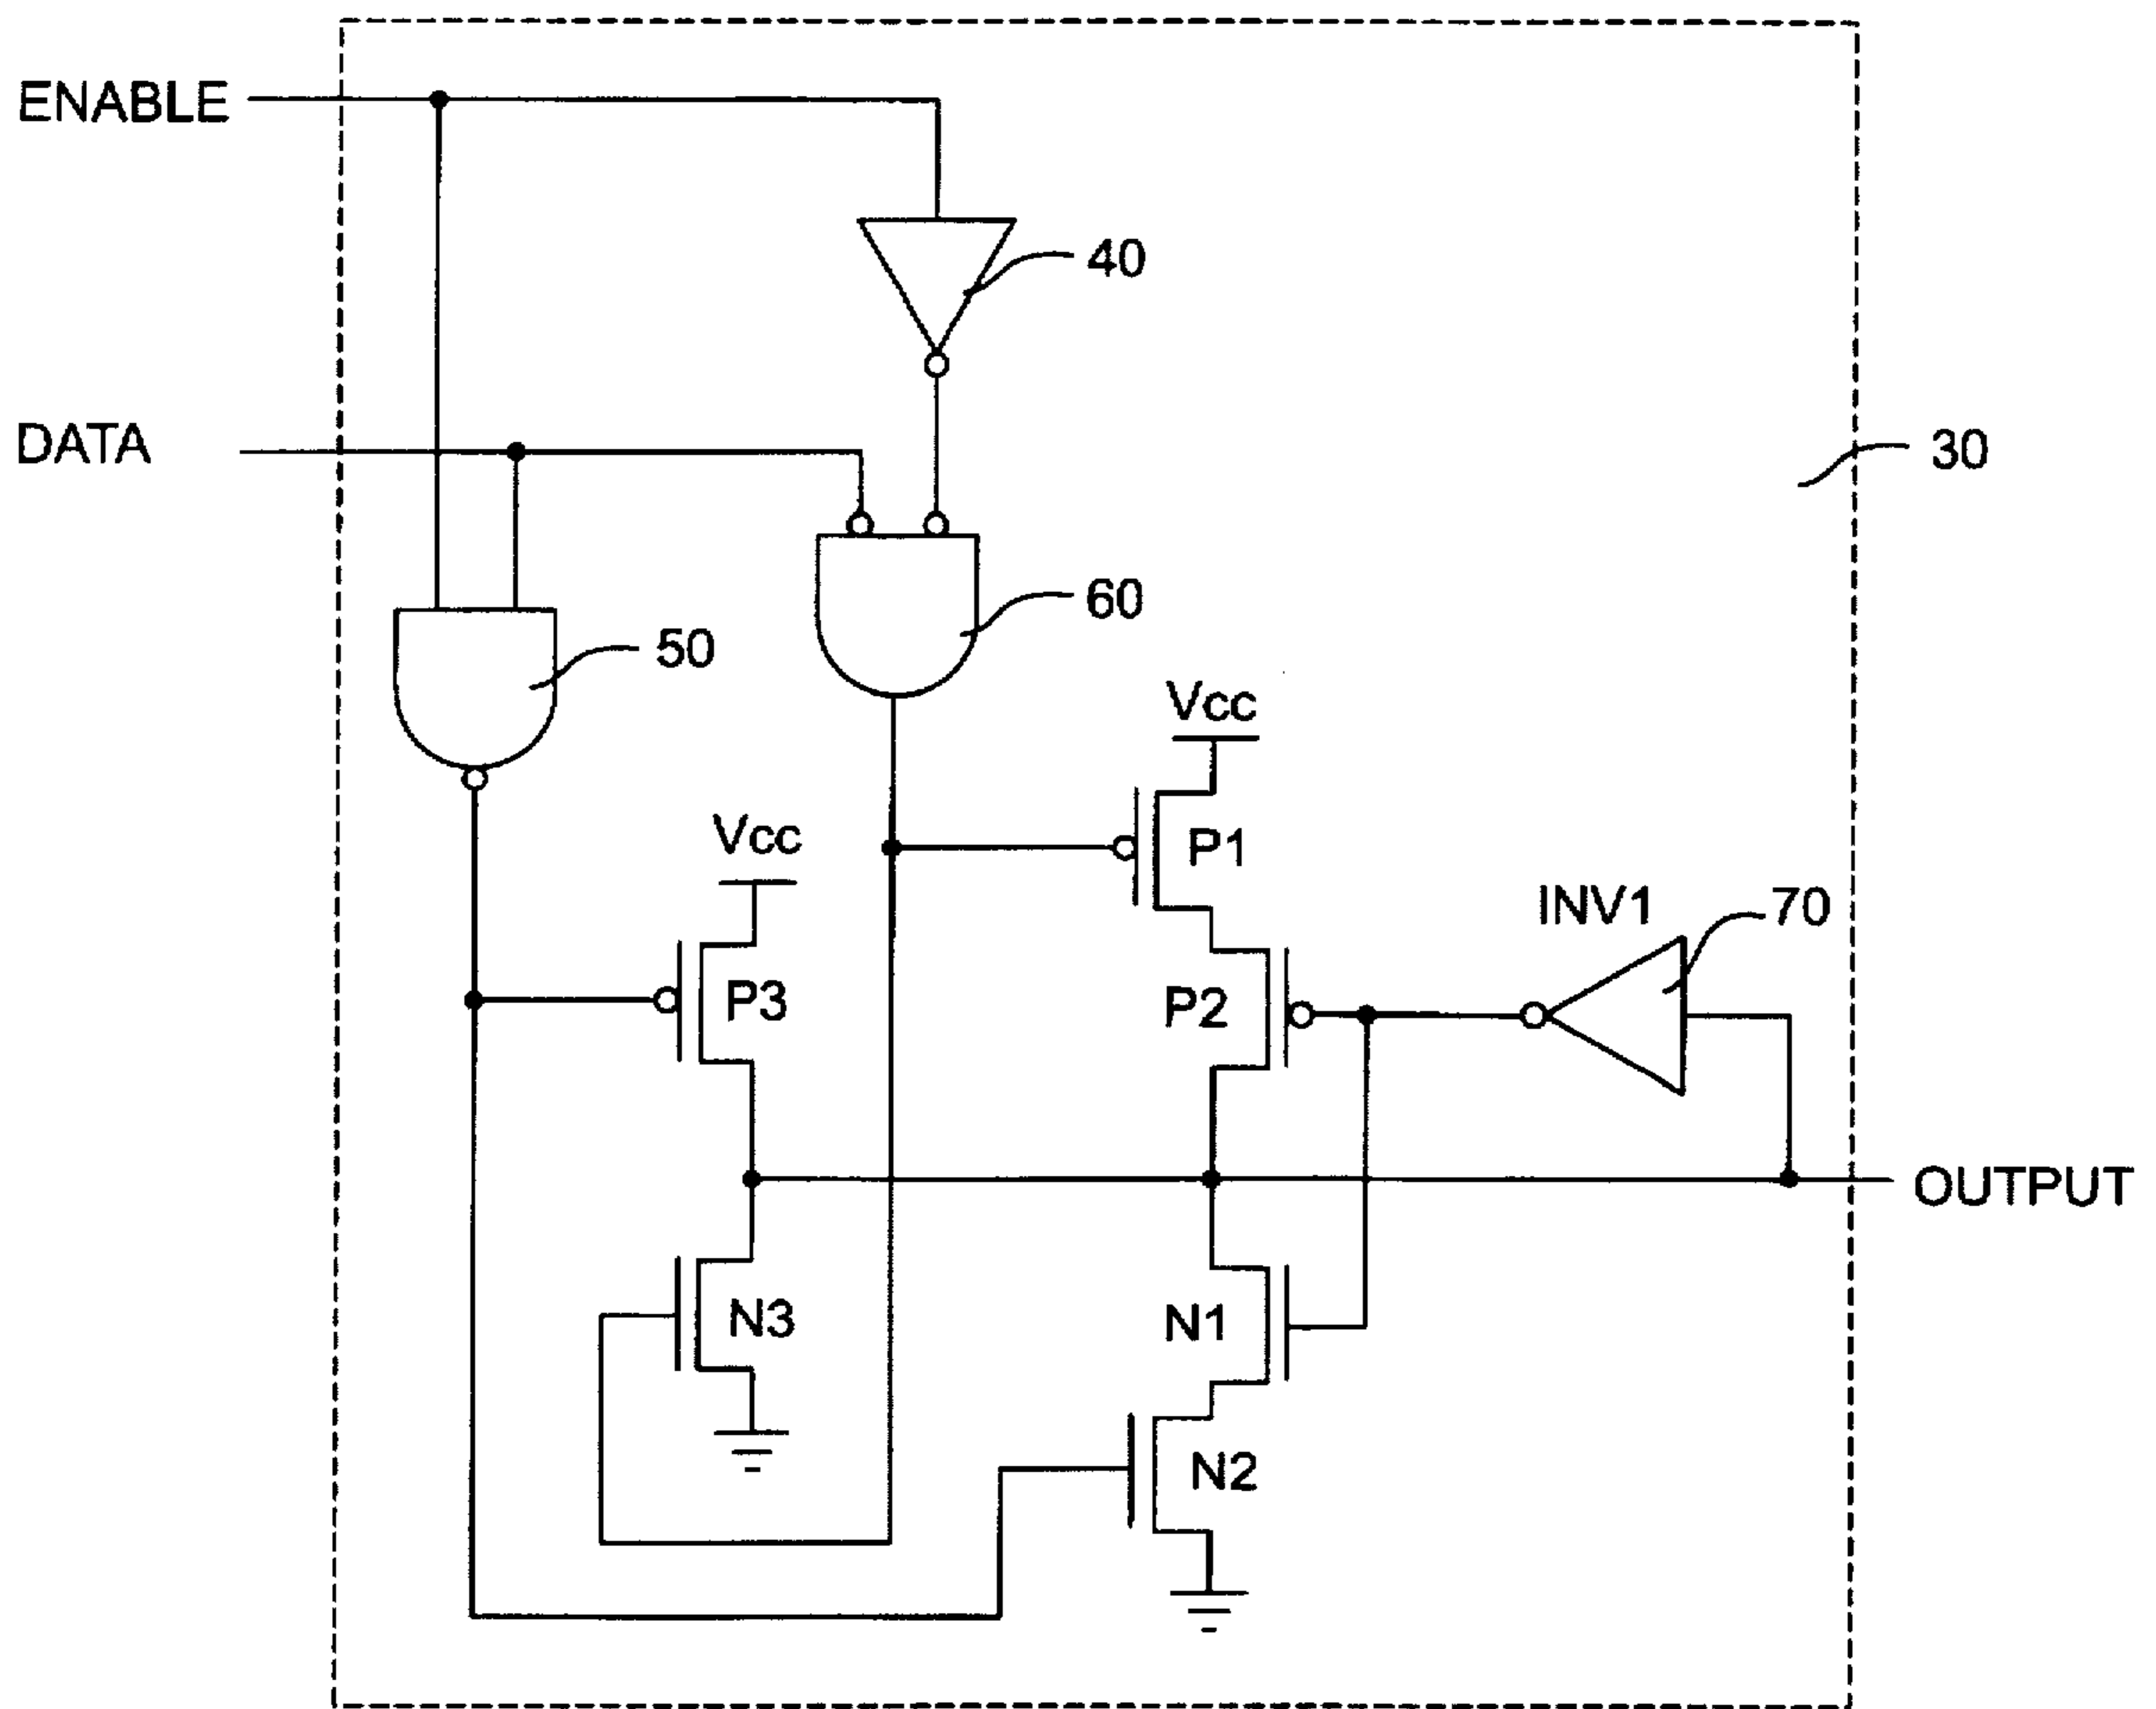 ENABLE
40
DATA
30
60
50
Vcc
Vcc
P1
INV1
70
P3
P2
OUTPUT
N3
N1
N2